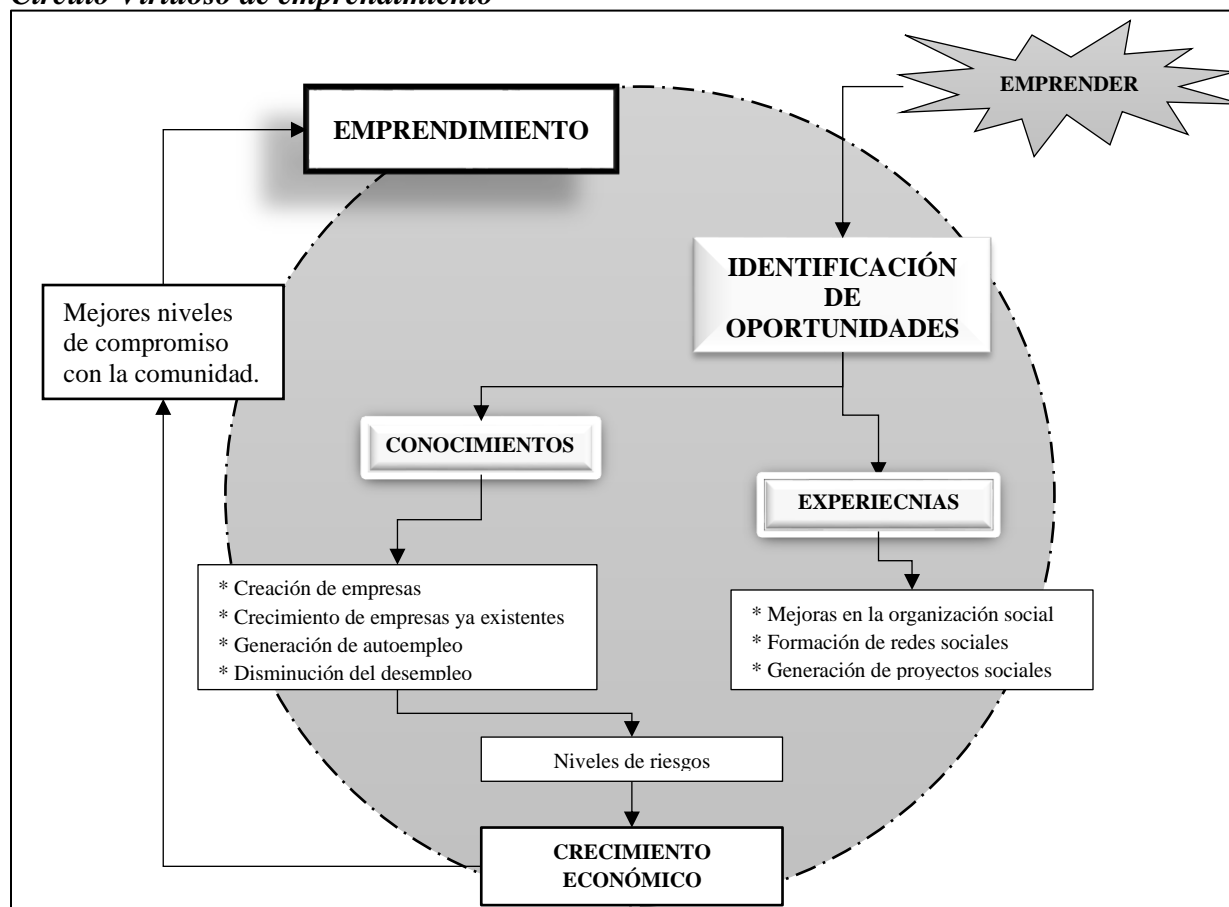 Círculo Virtuoso de emprendimiento
EMPRENDER
EMPRENDIMIENTO
IDENTIFICACIÓN
DE
OPORTUNIDADES
Mejores niveles
de compromiso
con la comunidad.
CONOCIMIENTOS
EXPERIECNIAS
* Creación de empresas
* Crecimiento de empresas ya existentes
* Generación de autoempleo
* Disminución del desempleo
* Mejoras en la organización social
* Formación de redes sociales
* Generación de proyectos sociales
Niveles de riesgos
CRECIMIENTO
ECONÓMICO